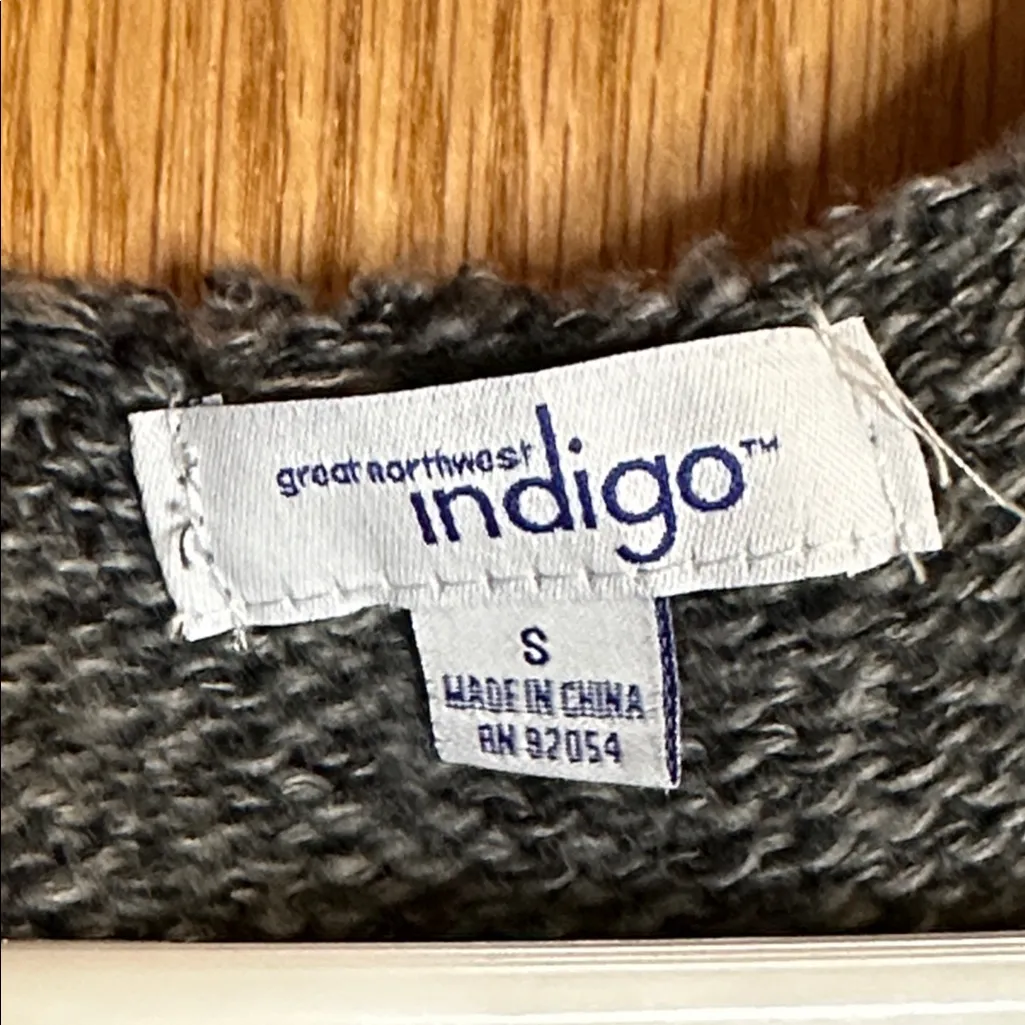 great northwest
indigo™
S
MADE IN CHINA
RN 92054